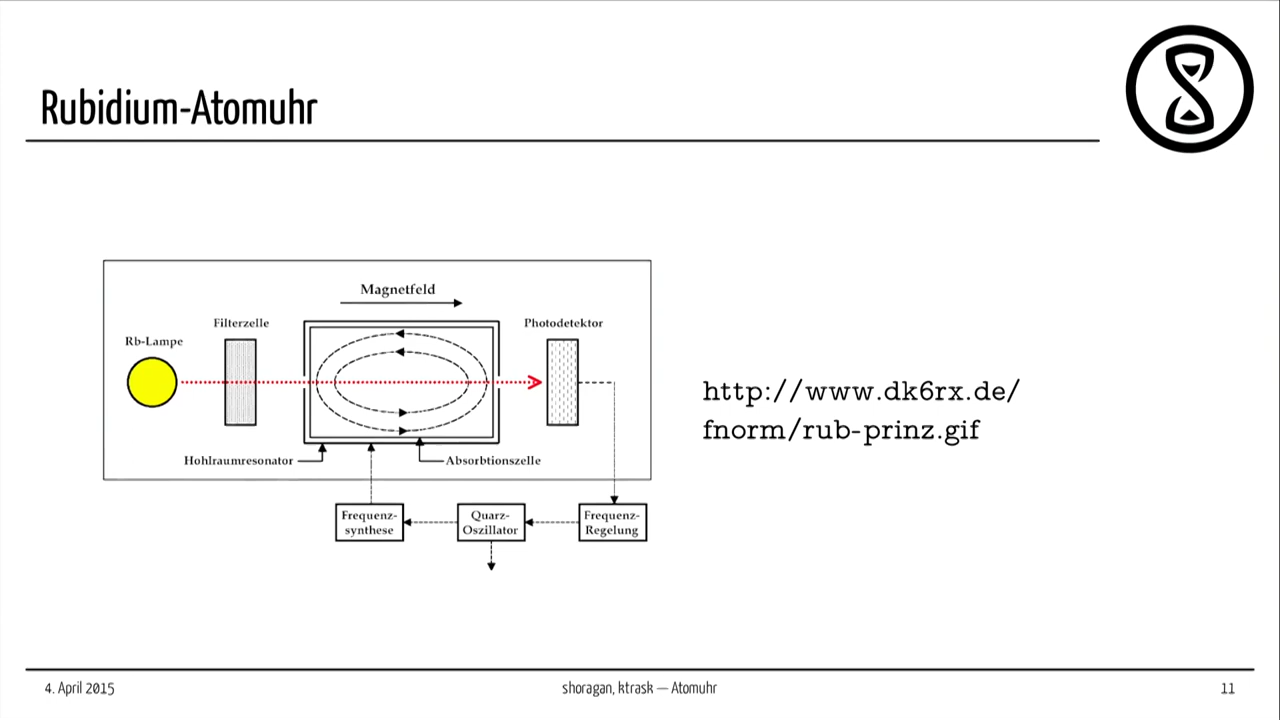 Rubidium-Atomuhr
Magnetfeld
Filterzelle
Photodetektor
Rb-Lampe
http://www.dk6rx.de/
fnorm/rub-prinz.gif
Hohlraumresonator
Absorbtionszelle
Frequenz-
synthese
Quarz-
Oszillator
Frequenz-
Regelung
4. April 2015
shoragan, ktrask — Atomuhr
11